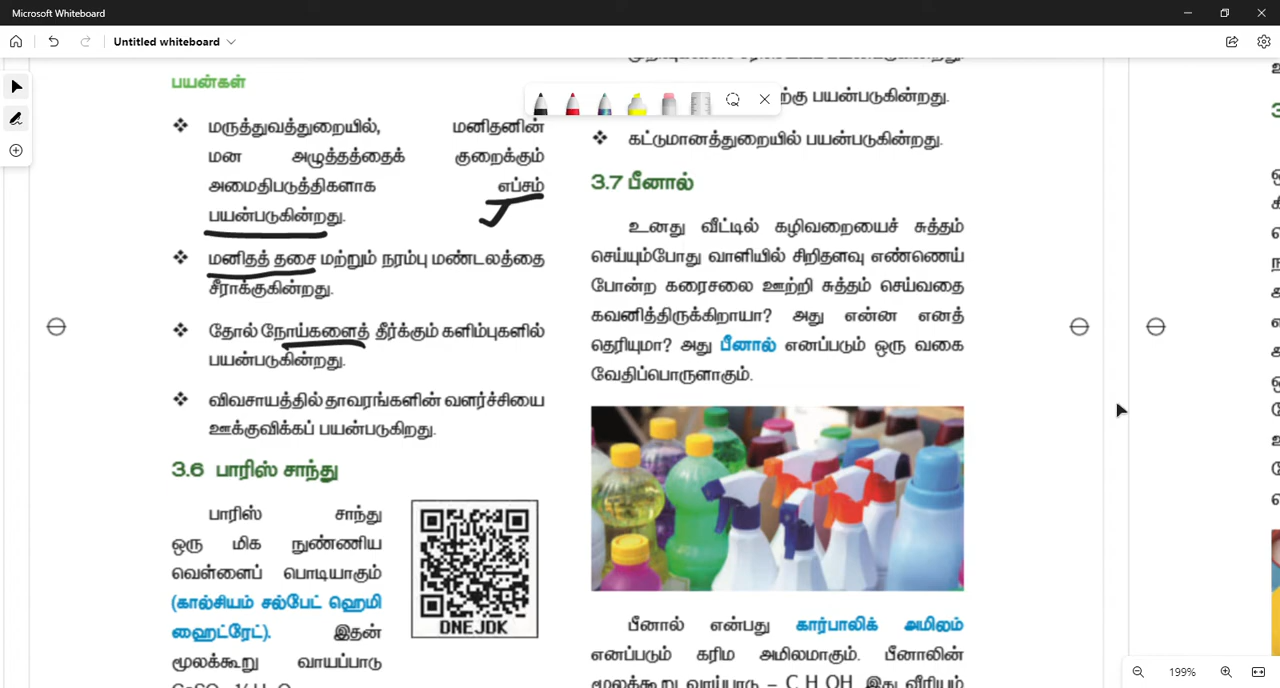 Microsoft Whiteboard
Untitled whiteboard
பயன்கள்
❖ மருத்துவத்துறையில், மனிதனின்
மன அழுத்தத்தைக் குறைக்கும்
அமைதிபடுத்திகளாக எப்சம்
பயன்படுகின்றது.
❖ மனிதத் தசை மற்றும் நரம்பு மண்டலத்தை
சீராக்குகின்றது.
❖ தோல் நோய்களைத் தீர்க்கும் களிம்புகளில்
பயன்படுகின்றது.
❖ விவசாயத்தில் தாவரங்களின் வளர்ச்சியை
ஊக்குவிக்கப் பயன்படுகிறது.
3.6 பாரிஸ் சாந்து
பாரிஸ் சாந்து
ஒரு மிக நுண்ணிய
வெள்ளைப் பொடியாகும்
(கால்சியம் சல்பேட் ஹெமி
ஹைட்ரேட்). இதன்
மூலக்கூறு வாய்ப்பாடு
DNEJDK
பயன்படுகின்றது.
❖ கட்டுமானத்துறையில் பயன்படுகின்றது.
3.7 பீனால்
உனது வீட்டில் கழிவறையைச் சுத்தம்
செய்யும்போது வாளியில் சிறிதளவு எண்ணெய்
போன்ற கரைசலை ஊற்றி சுத்தம் செய்வதை
கவனித்திருக்கிறாயா? அது என்ன எனத்
தெரியுமா? அது பீனால் எனப்படும் ஒரு வகை
வேதிப்பொருளாகும்.
பீனால் என்பது கார்பாலிக் அமிலம்
எனப்படும் கரிம அமிலமாகும். பீனாலின்
மூலக்கூறு வாய்பாடு – C H OH. இது வீரியம்
199%